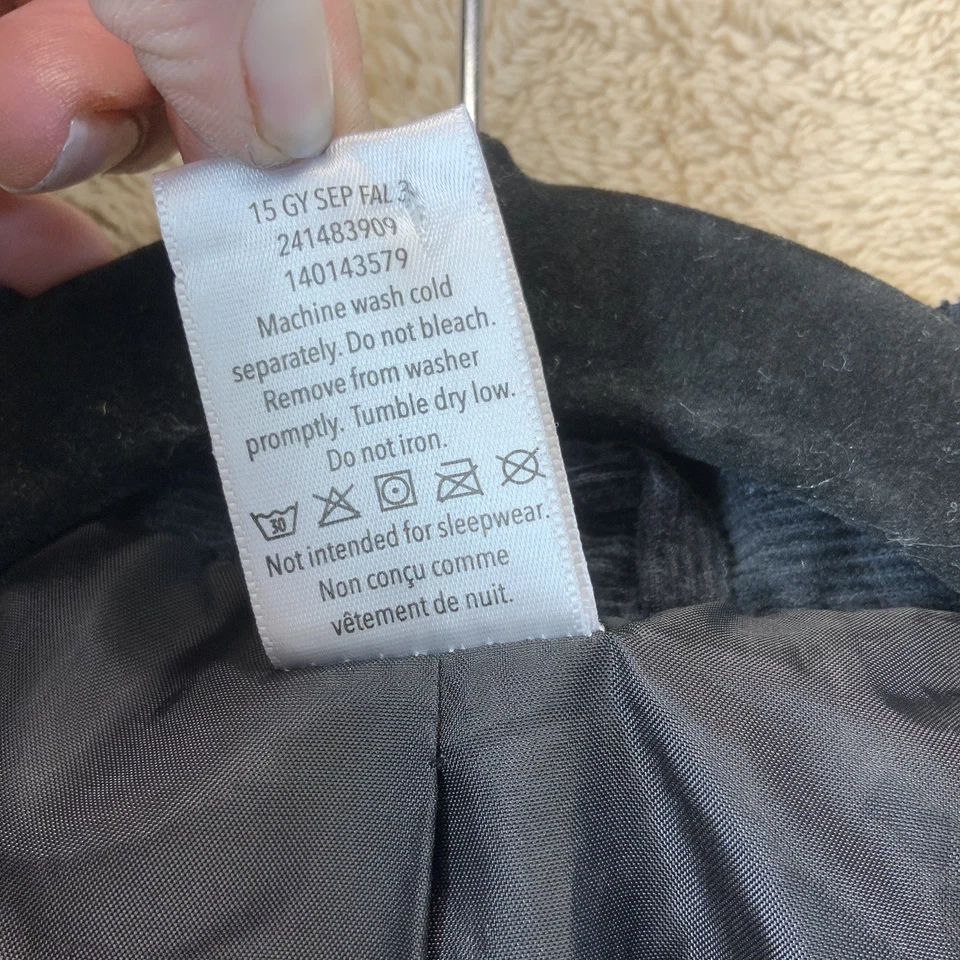 15 GY SEP FAL 3
241483909
140143579
Machine wash cold
separately. Do not bleach.
Remove from washer
promptly. Tumble dry low.
Do not iron.
30
Not intended for sleepwear.
Non conçu comme
vêtement de nuit.